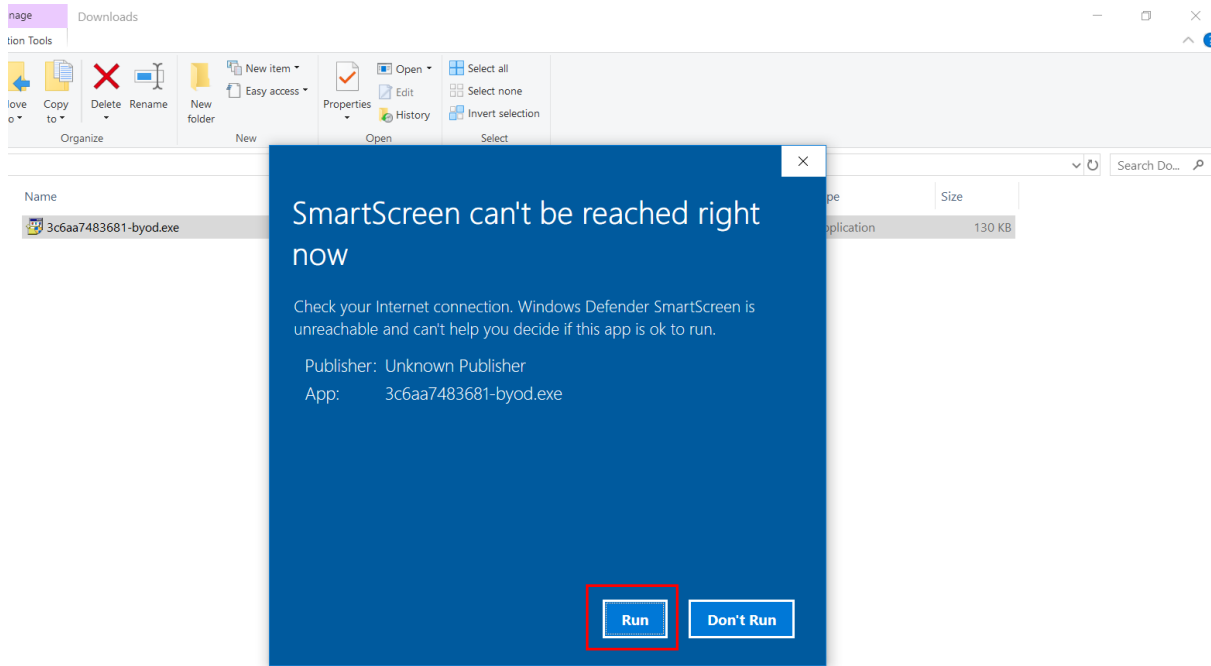 nage
Downloads
tion Tools
New item
Open
Select all
Easy access
Edit
Select none
History
Invert selection
love
Copy
Delete
Rename
New
Properties
o
to
folder
Organize
New
Open
Select
Search Do...
Name
pe
Size
3c6aa7483681-byod.exe
plication
130 KB
SmartScreen can't be reached right
now
Check your Internet connection. Windows Defender SmartScreen is
unreachable and can't help you decide if this app is ok to run.
Publisher: Unknown Publisher
App: 3c6aa7483681-byod.exe
Run
Don't Run